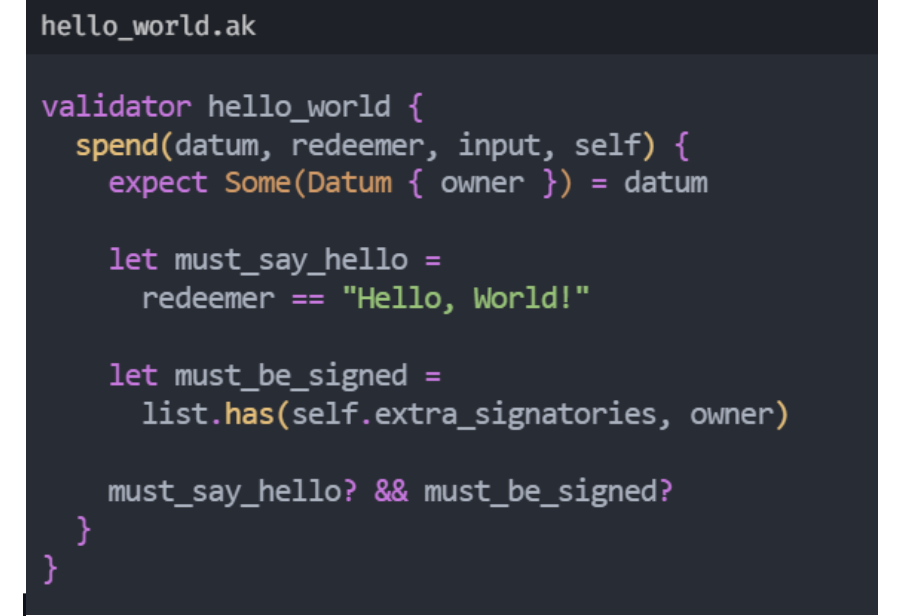 hello_world.ak
validator hello_world {
  spend(datum, redeemer, input, self) {
    expect Some(Datum { owner }) = datum
    let must_say_hello =
      redeemer == "Hello, World!"
    let must_be_signed =
      list.has(self.extra_signatories, owner)
    must_say_hello? && must_be_signed?
  }
}